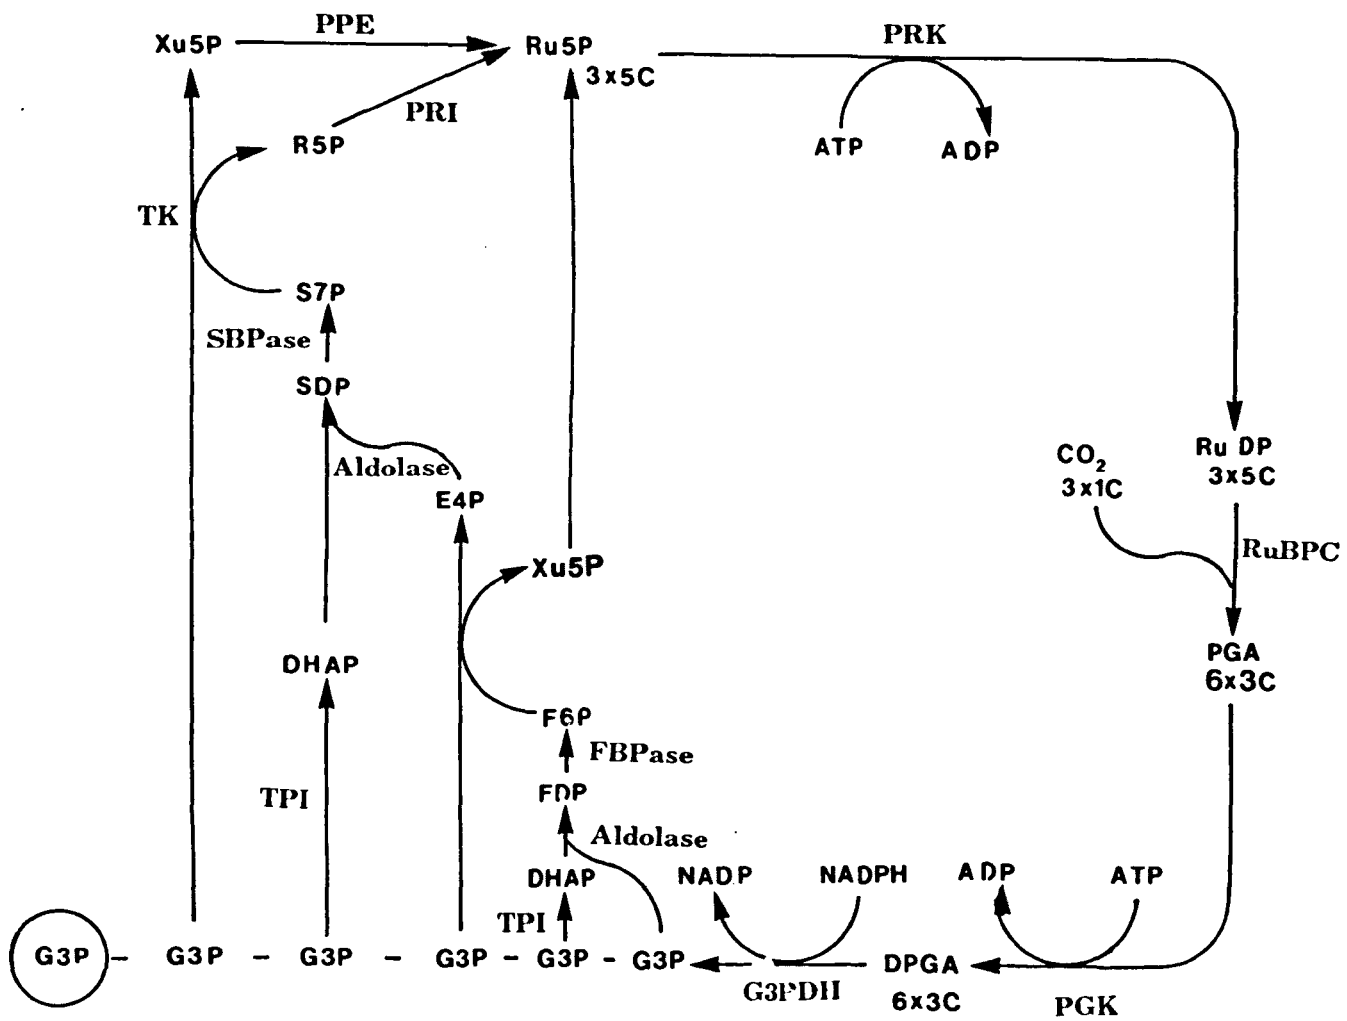 PPE
Xu5P
Ru5P
3x5C
PRK
PRI
R5P
ATP
ADP
TK
S7P
SBPase
SDP
Aldolase
E4P
CO2
3x1C
Ru DP
3x5C
RuBPC
Xu5P
PGA
6x3C
DHAP
F6P
FBPase
TPI
FDP
Aldolase
DHAP
NADP
NADPH
ADP
ATP
TPI
G3P - G3P - G3P - G3P - G3P - G3P
DPGA
6x3C
G3PDH
PGK